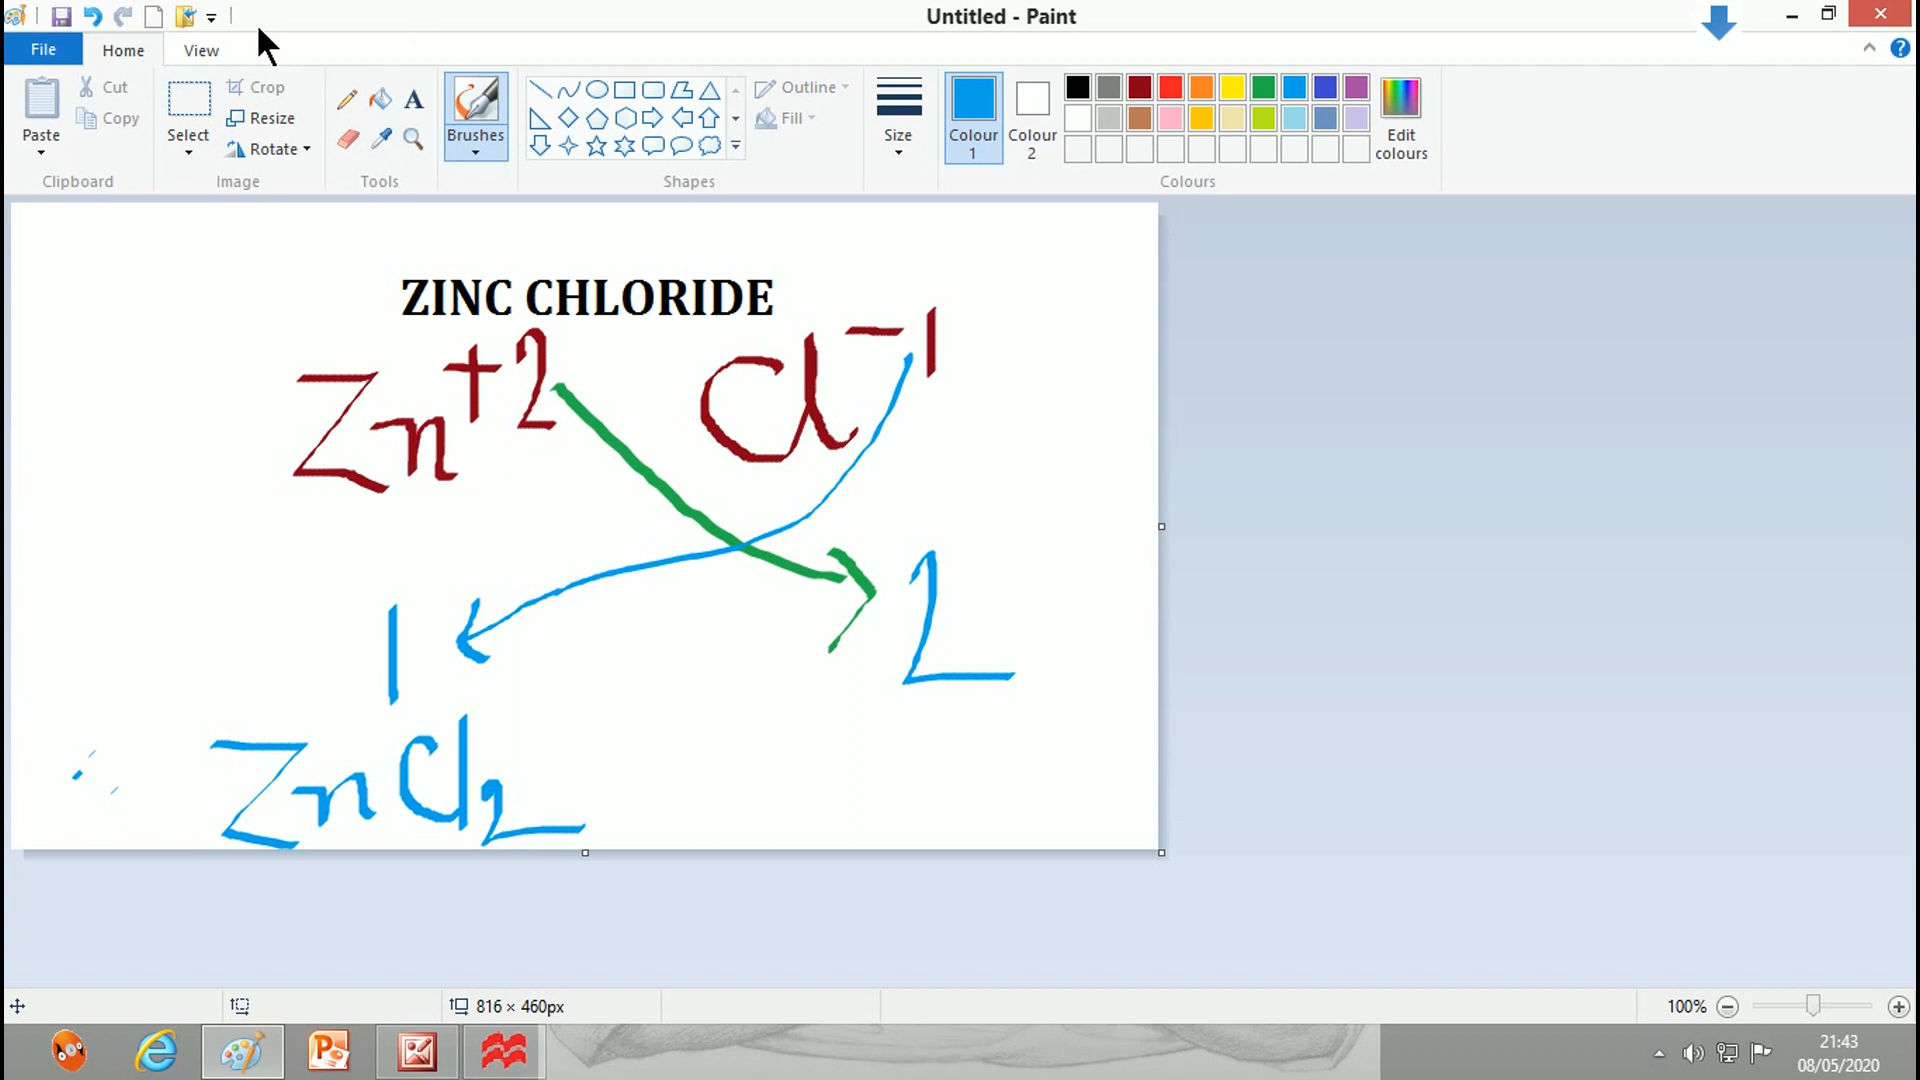 Untitled - Paint
File Home View
Paste
Cut
Copy
Clipboard
Select
Crop
Resize
Rotate
Image
Tools
Brushes
Shapes
Outline
Fill
Size
Colour 1
Colour 2
Edit colours
Colours
ZINC CHLORIDE
Zn+2 Cl-1
1 2
∴ ZnCl2
816 × 460px
100%
21:43
08/05/2020